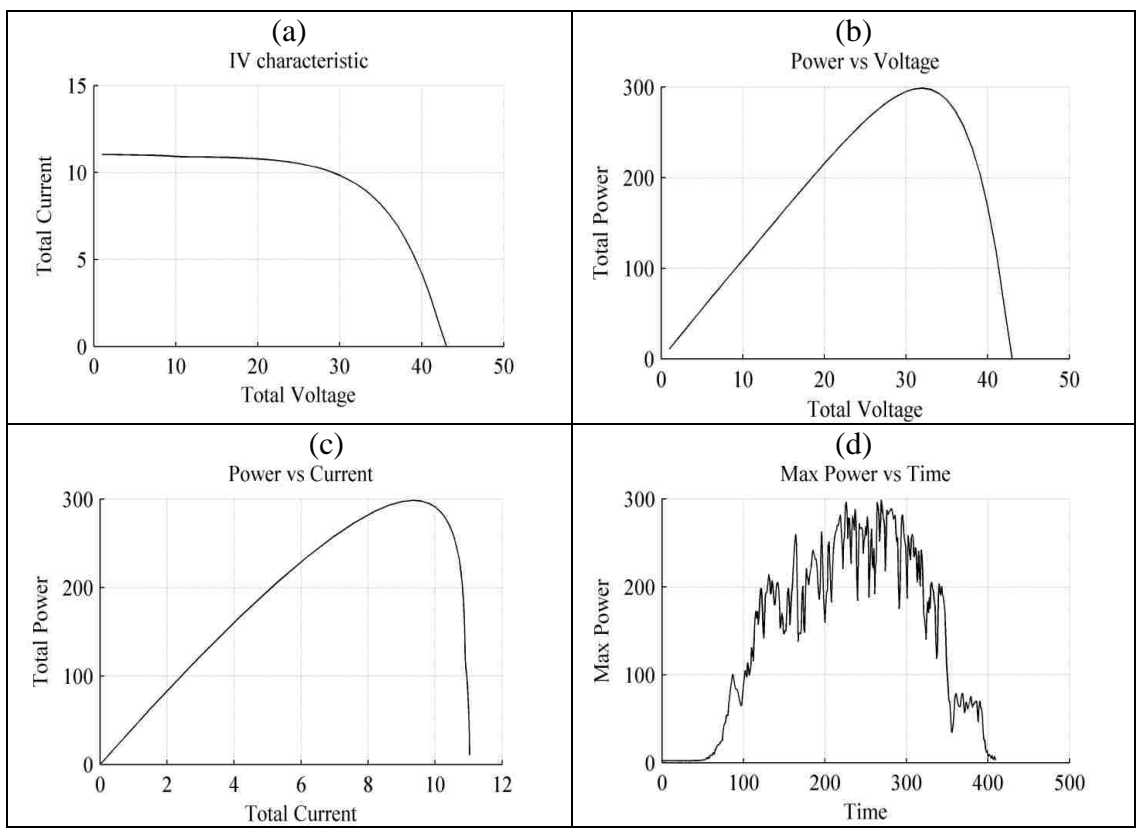 (a)
IV characteristic
15
10
5
0
0 10 20 30 40 50
Total Current
Total Voltage
(b)
Power vs Voltage
300
200
100
0
0 10 20 30 40 50
Total Power
Total Voltage
(c)
Power vs Current
300
200
100
0
0 2 4 6 8 10 12
Total Power
Total Current
(d)
Max Power vs Time
300
200
100
0
0 100 200 300 400 500
Max Power
Time